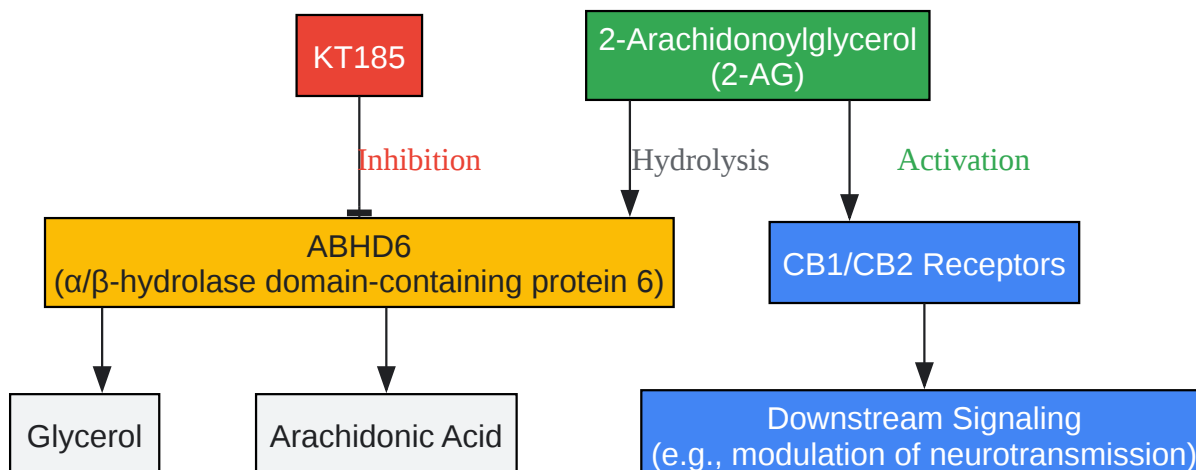 KT185
2-Arachidonoylglycerol
(2-AG)
Inhibition
Hydrolysis
Activation
ABHD6
(α/β-hydrolase domain-containing protein 6)
CB1/CB2 Receptors
Glycerol
Arachidonic Acid
Downstream Signaling
(e.g., modulation of neurotransmission)